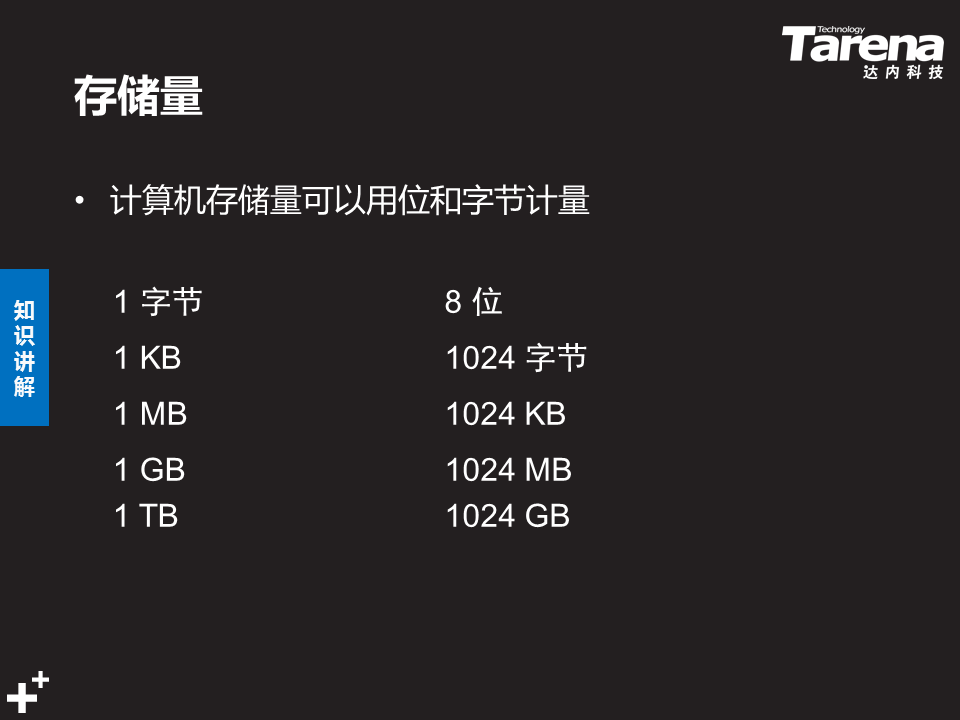 Technology
Tarena
达内科技
存储量
• 计算机存储量可以用位和字节计量
知识讲解
1 字节 8 位
1 KB 1024 字节
1 MB 1024 KB
1 GB 1024 MB
1 TB 1024 GB